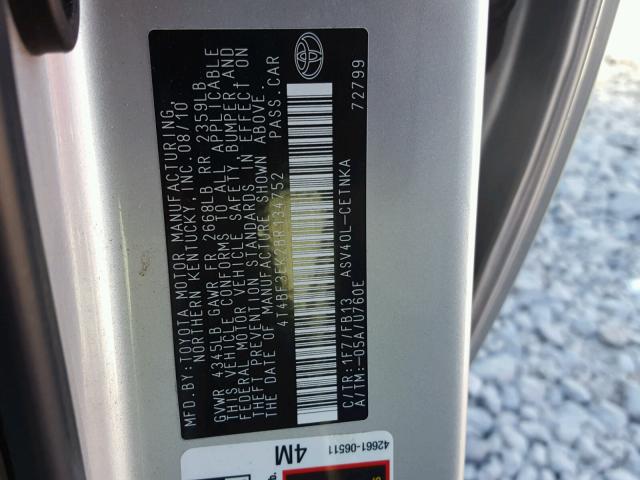 MFD.BY:TOYOTA MOTOR MANUFACTURING,
NORTHERN KENTUCKY, INC. 08/10
GVWR 4345LB GAWR FR 2668LB RR 2359LB
THIS VEHICLE CONFORMS TO ALL APPLICABLE
FEDERAL MOTOR VEHICLE SAFETY, BUMPER AND
THEFT PREVENTION STANDARDS IN EFFECT ON
THE DATE OF MANUFACTURE SHOWN ABOVE.
4T4BF3EK2BR134752 PASS.CAR
C/TR:1F7/FB13 ASV40L-CETNKA
A/TM:-05A/U760E 72799
42661-06511
4M